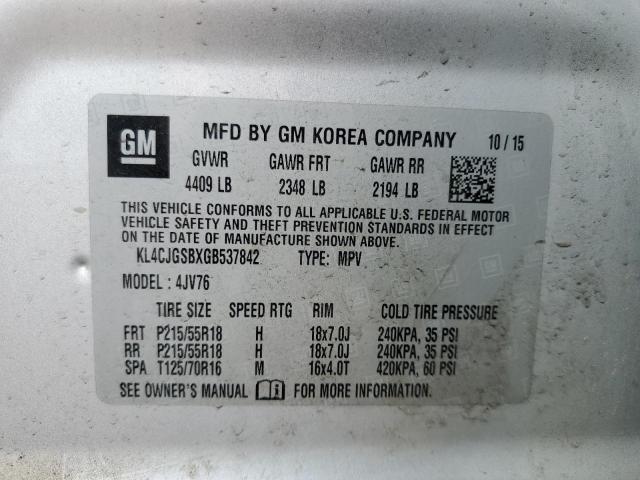 GM MFD BY GM KOREA COMPANY 10 / 15
GVWR GAWR FRT GAWR RR
4409 LB 2348 LB 2194 LB
THIS VEHICLE CONFORMS TO ALL APPLICABLE U.S. FEDERAL MOTOR
VEHICLE SAFETY AND THEFT PREVENTION STANDARDS IN EFFECT ON
THE DATE OF MANUFACTURE SHOWN ABOVE.
KL4CJGSBXGB537842 TYPE: MPV
MODEL : 4JV76
TIRE SIZE SPEED RTG RIM COLD TIRE PRESSURE
FRT P215/55R18 H 18x7.0J 240KPA, 35 PSI
RR P215/55R18 H 18x7.0J 240KPA, 35 PSI
SPA T125/70R16 M 16x4.0T 420KPA, 60 PSI
SEE OWNER'S MANUAL FOR MORE INFORMATION.